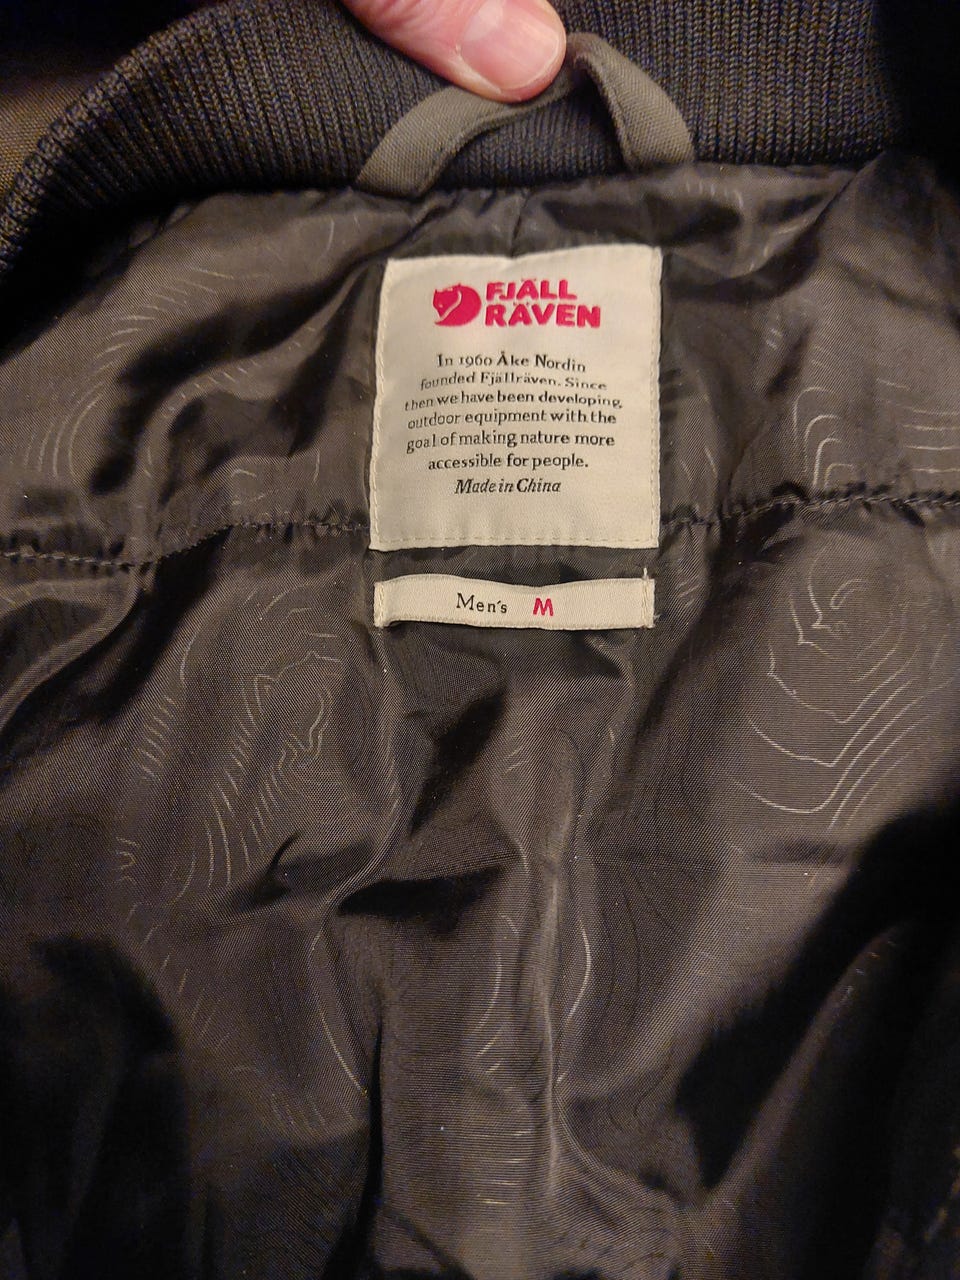 FJÄLL
RÄVEN
In 1960 Åke Nordin
founded Fjällräven. Since
then we have been developing,
outdoor equipment with the
goal of making nature more
accessible for people.
Made in China
Men's M